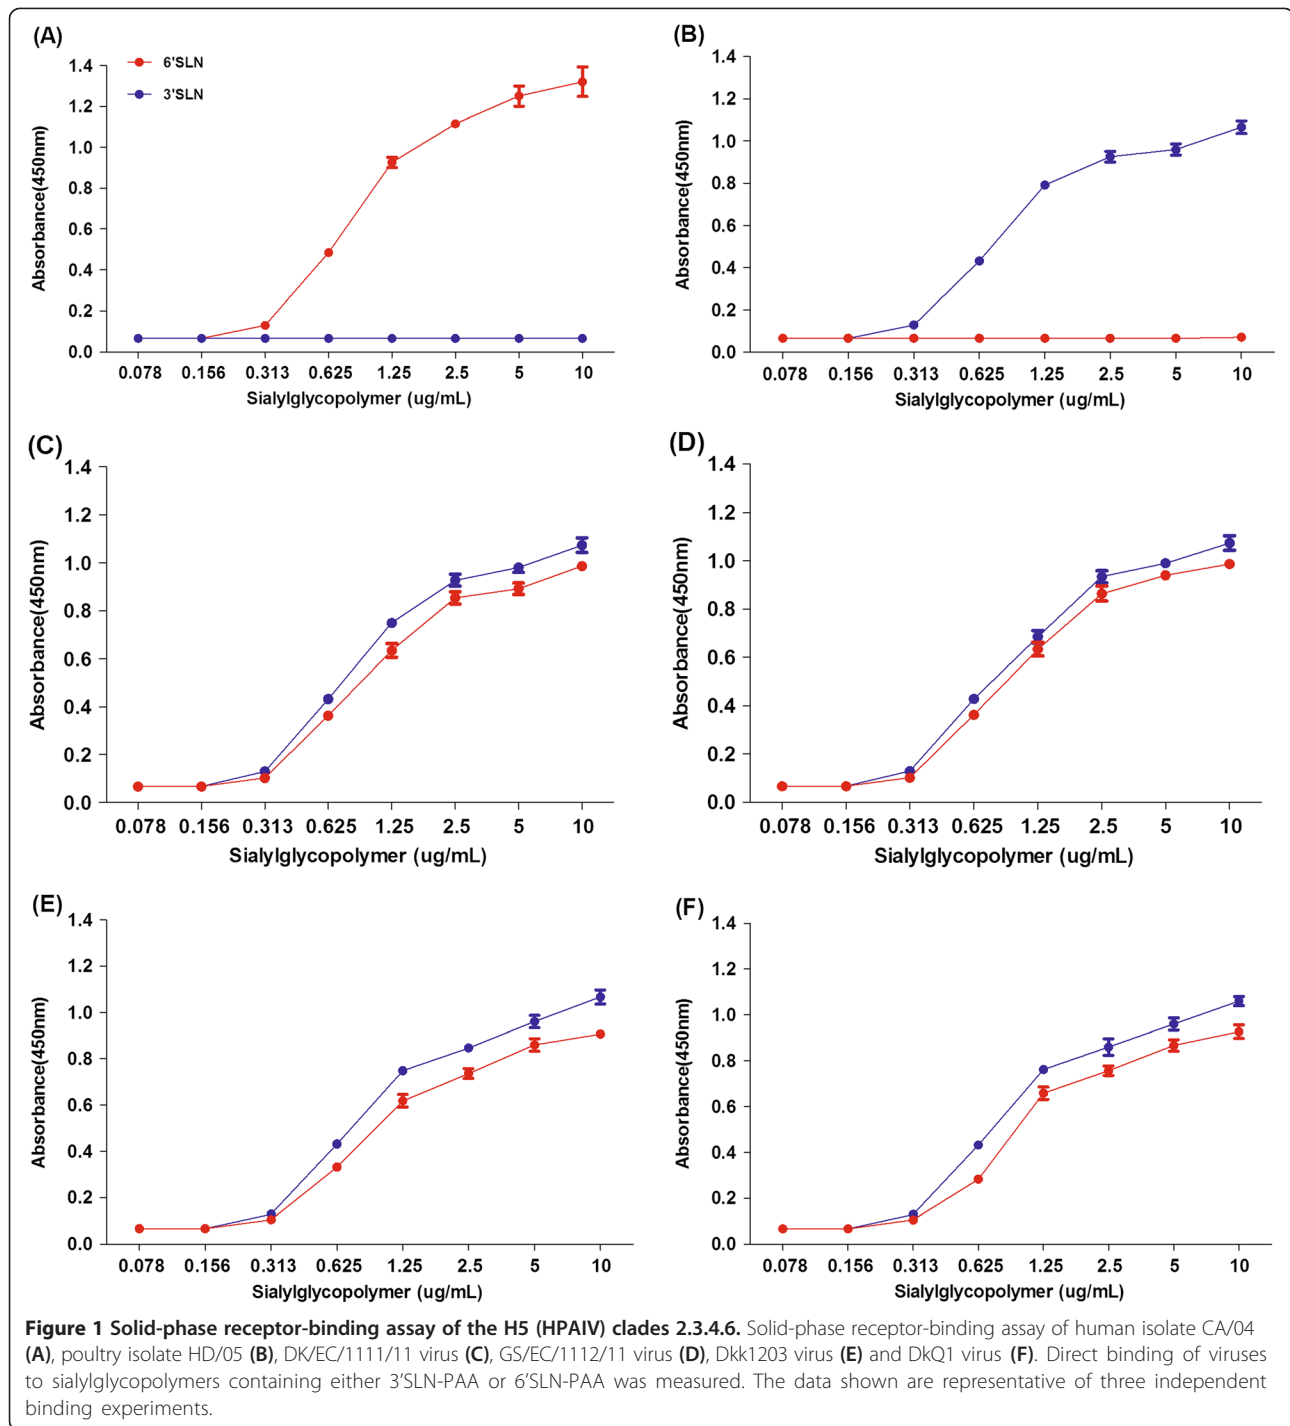 (A)
6'SLN
3'SLN
Absorbance(450nm)
1.4
1.2
1.0
0.8
0.6
0.4
0.2
0.0
0.078 0.156 0.313 0.625 1.25 2.5 5 10
Sialylglycopolymer (ug/mL)
(B)
Absorbance(450nm)
1.4
1.2
1.0
0.8
0.6
0.4
0.2
0.0
0.078 0.156 0.313 0.625 1.25 2.5 5 10
Sialylglycopolymer (ug/mL)
(C)
Absorbance(450nm)
1.4
1.2
1.0
0.8
0.6
0.4
0.2
0.0
0.078 0.156 0.313 0.625 1.25 2.5 5 10
Sialylglycopolymer (ug/mL)
(D)
Absorbance(450nm)
1.4
1.2
1.0
0.8
0.6
0.4
0.2
0.0
0.078 0.156 0.313 0.625 1.25 2.5 5 10
Sialylglycopolymer (ug/mL)
(E)
Absorbance(450nm)
1.4
1.2
1.0
0.8
0.6
0.4
0.2
0.0
0.078 0.156 0.313 0.625 1.25 2.5 5 10
Sialylglycopolymer (ug/mL)
(F)
Absorbance(450nm)
1.4
1.2
1.0
0.8
0.6
0.4
0.2
0.0
0.078 0.156 0.313 0.625 1.25 2.5 5 10
Sialylglycopolymer (ug/mL)
Figure 1 Solid-phase receptor-binding assay of the H5 (HPAIV) clades 2.3.4.6. Solid-phase receptor-binding assay of human isolate CA/04
(A), poultry isolate HD/05 (B), DK/EC/1111/11 virus (C), GS/EC/1112/11 virus (D), Dkk1203 virus (E) and DkQ1 virus (F). Direct binding of viruses
to sialylglycopolymers containing either 3'SLN-PAA or 6'SLN-PAA was measured. The data shown are representative of three independent
binding experiments.